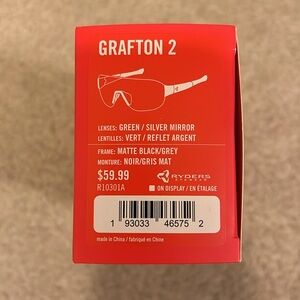 GRAFTON 2
LENSES: GREEN / SILVER MIRROR
LENTILLES: VERT / REFLET ARGENT
FRAME: MATTE BLACK/GREY
MONTURE: NOIR/GRIS MAT
$59.99
R10301A
RYDERS
EYEWEAR
ON DISPLAY / EN ÉTALAGE
1 93033 46575 2
made in China / fabriqué en Chine